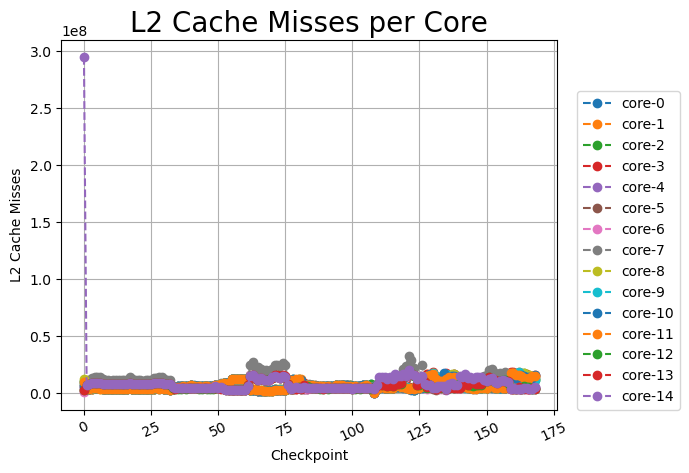 L2 Cache Misses per Core
1e8
3.0
2.5
2.0
1.5
1.0
0.5
0.0
L2 Cache Misses
0
25
50
75
100
125
150
175
Checkpoint
core-0
core-1
core-2
core-3
core-4
core-5
core-6
core-7
core-8
core-9
core-10
core-11
core-12
core-13
core-14